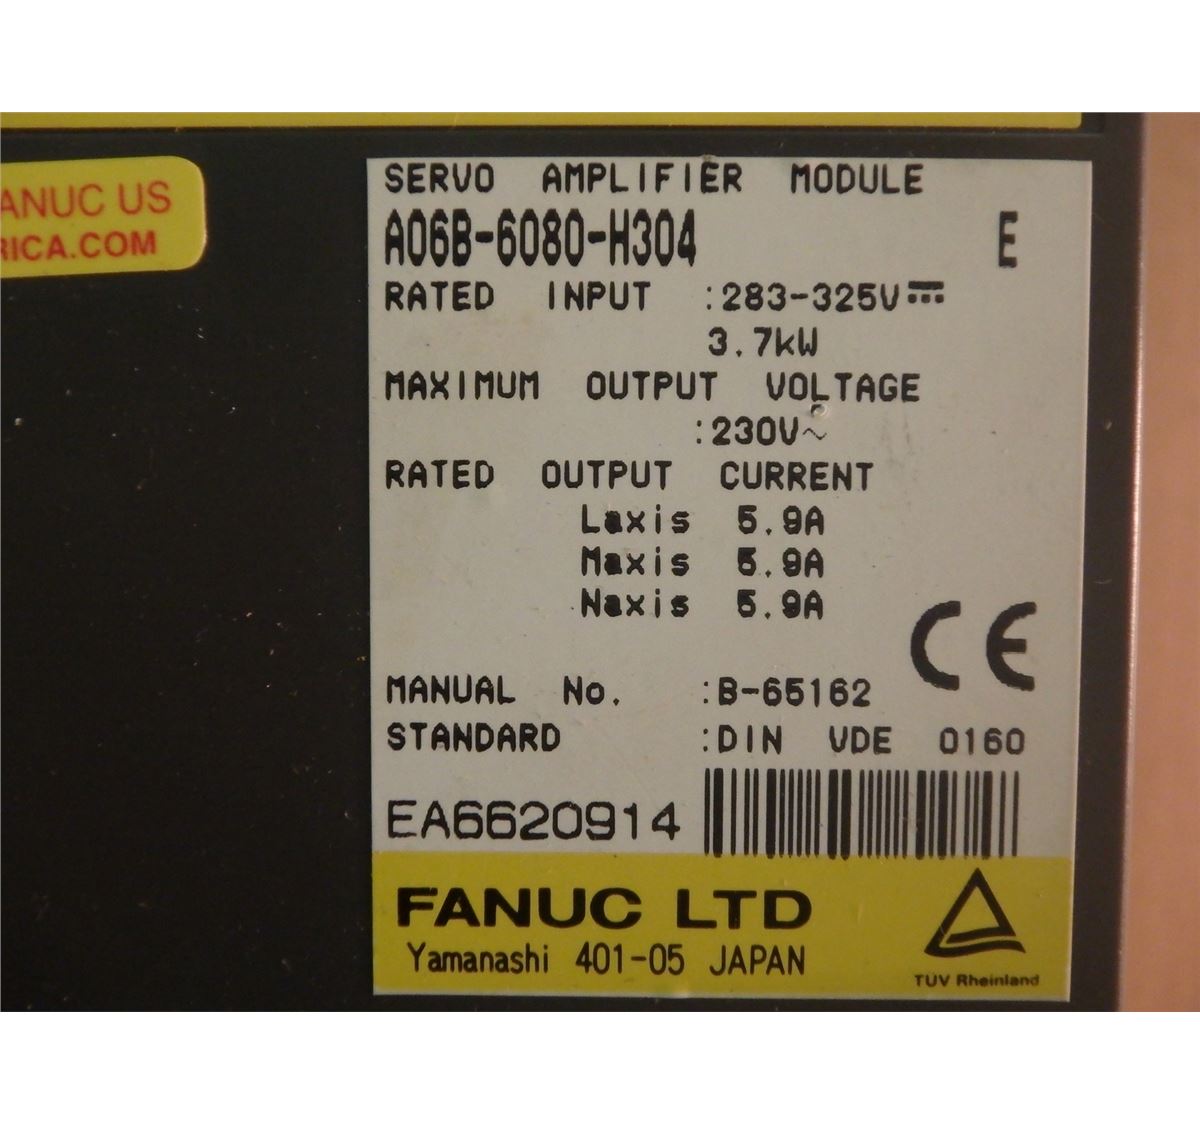 ANUC US
RICA.COM
SERVO AMPLIFIER MODULE
A06B-6080-H304 E
RATED INPUT :283-325V⎓
3.7kW
MAXIMUM OUTPUT VOLTAGE
:230V~
RATED OUTPUT CURRENT
Laxis 5.9A
Maxis 5.9A
Naxis 5.9A
CE
MANUAL No. :B-65162
STANDARD :DIN VDE 0160
EA6620914
FANUC LTD
Yamanashi 401-05 JAPAN
TÜV Rheinland